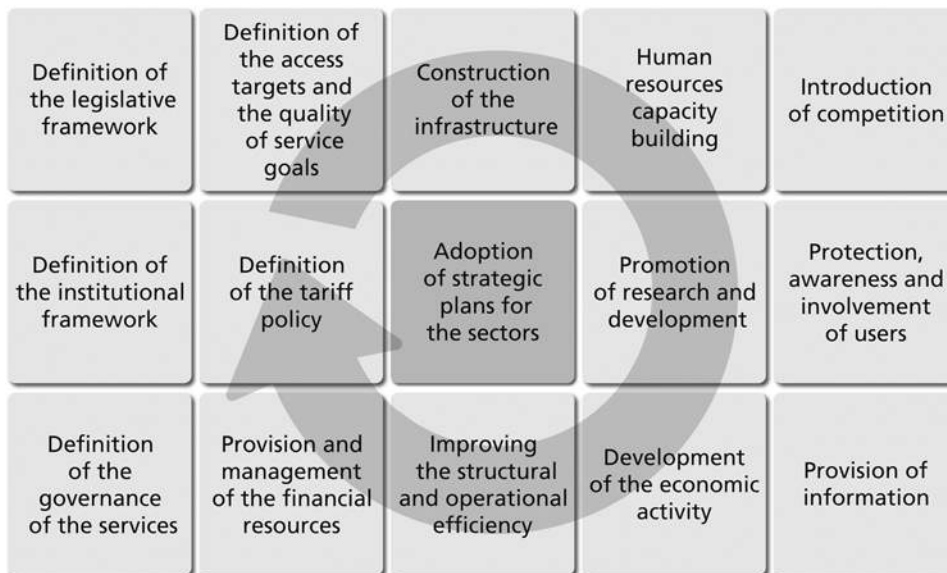 Definition of
the legislative
framework
Definition of
the access
targets and
the quality
of service
goals
Construction
of the
infrastructure
Human
resources
capacity
building
Introduction
of competition
Definition of
the institutional
framework
Definition
of the tariff
policy
Adoption
of strategic
plans for
the sectors
Promotion
of research and
development
Protection,
awareness and
involvement
of users
Definition
of the
governance
of the services
Provision and
management
of the financial
resources
Improving
the structural
and operational
efficiency
Development
of the economic
activity
Provision of
information